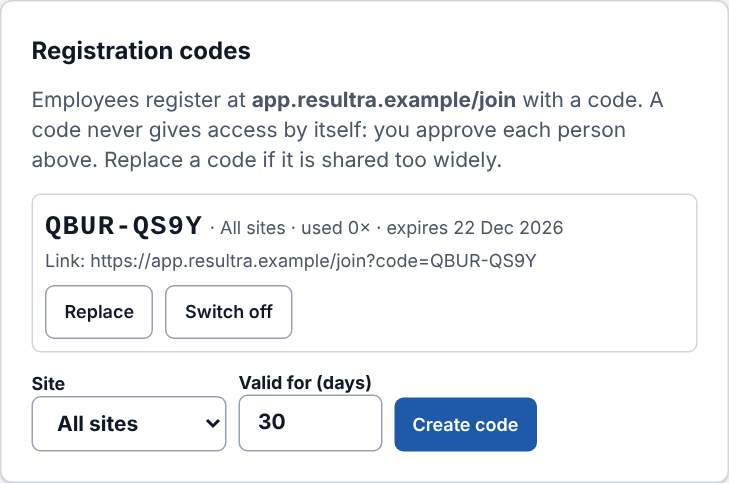 Registration codes
Employees register at app.resultra.example/join with a code. A
code never gives access by itself: you approve each person
above. Replace a code if it is shared too widely.
QBUR-QS9Y · All sites · used 0× · expires 22 Dec 2026
Link: https://app.resultra.example/join?code=QBUR-QS9Y
Replace Switch off
Site Valid for (days)
All sites 30 Create code